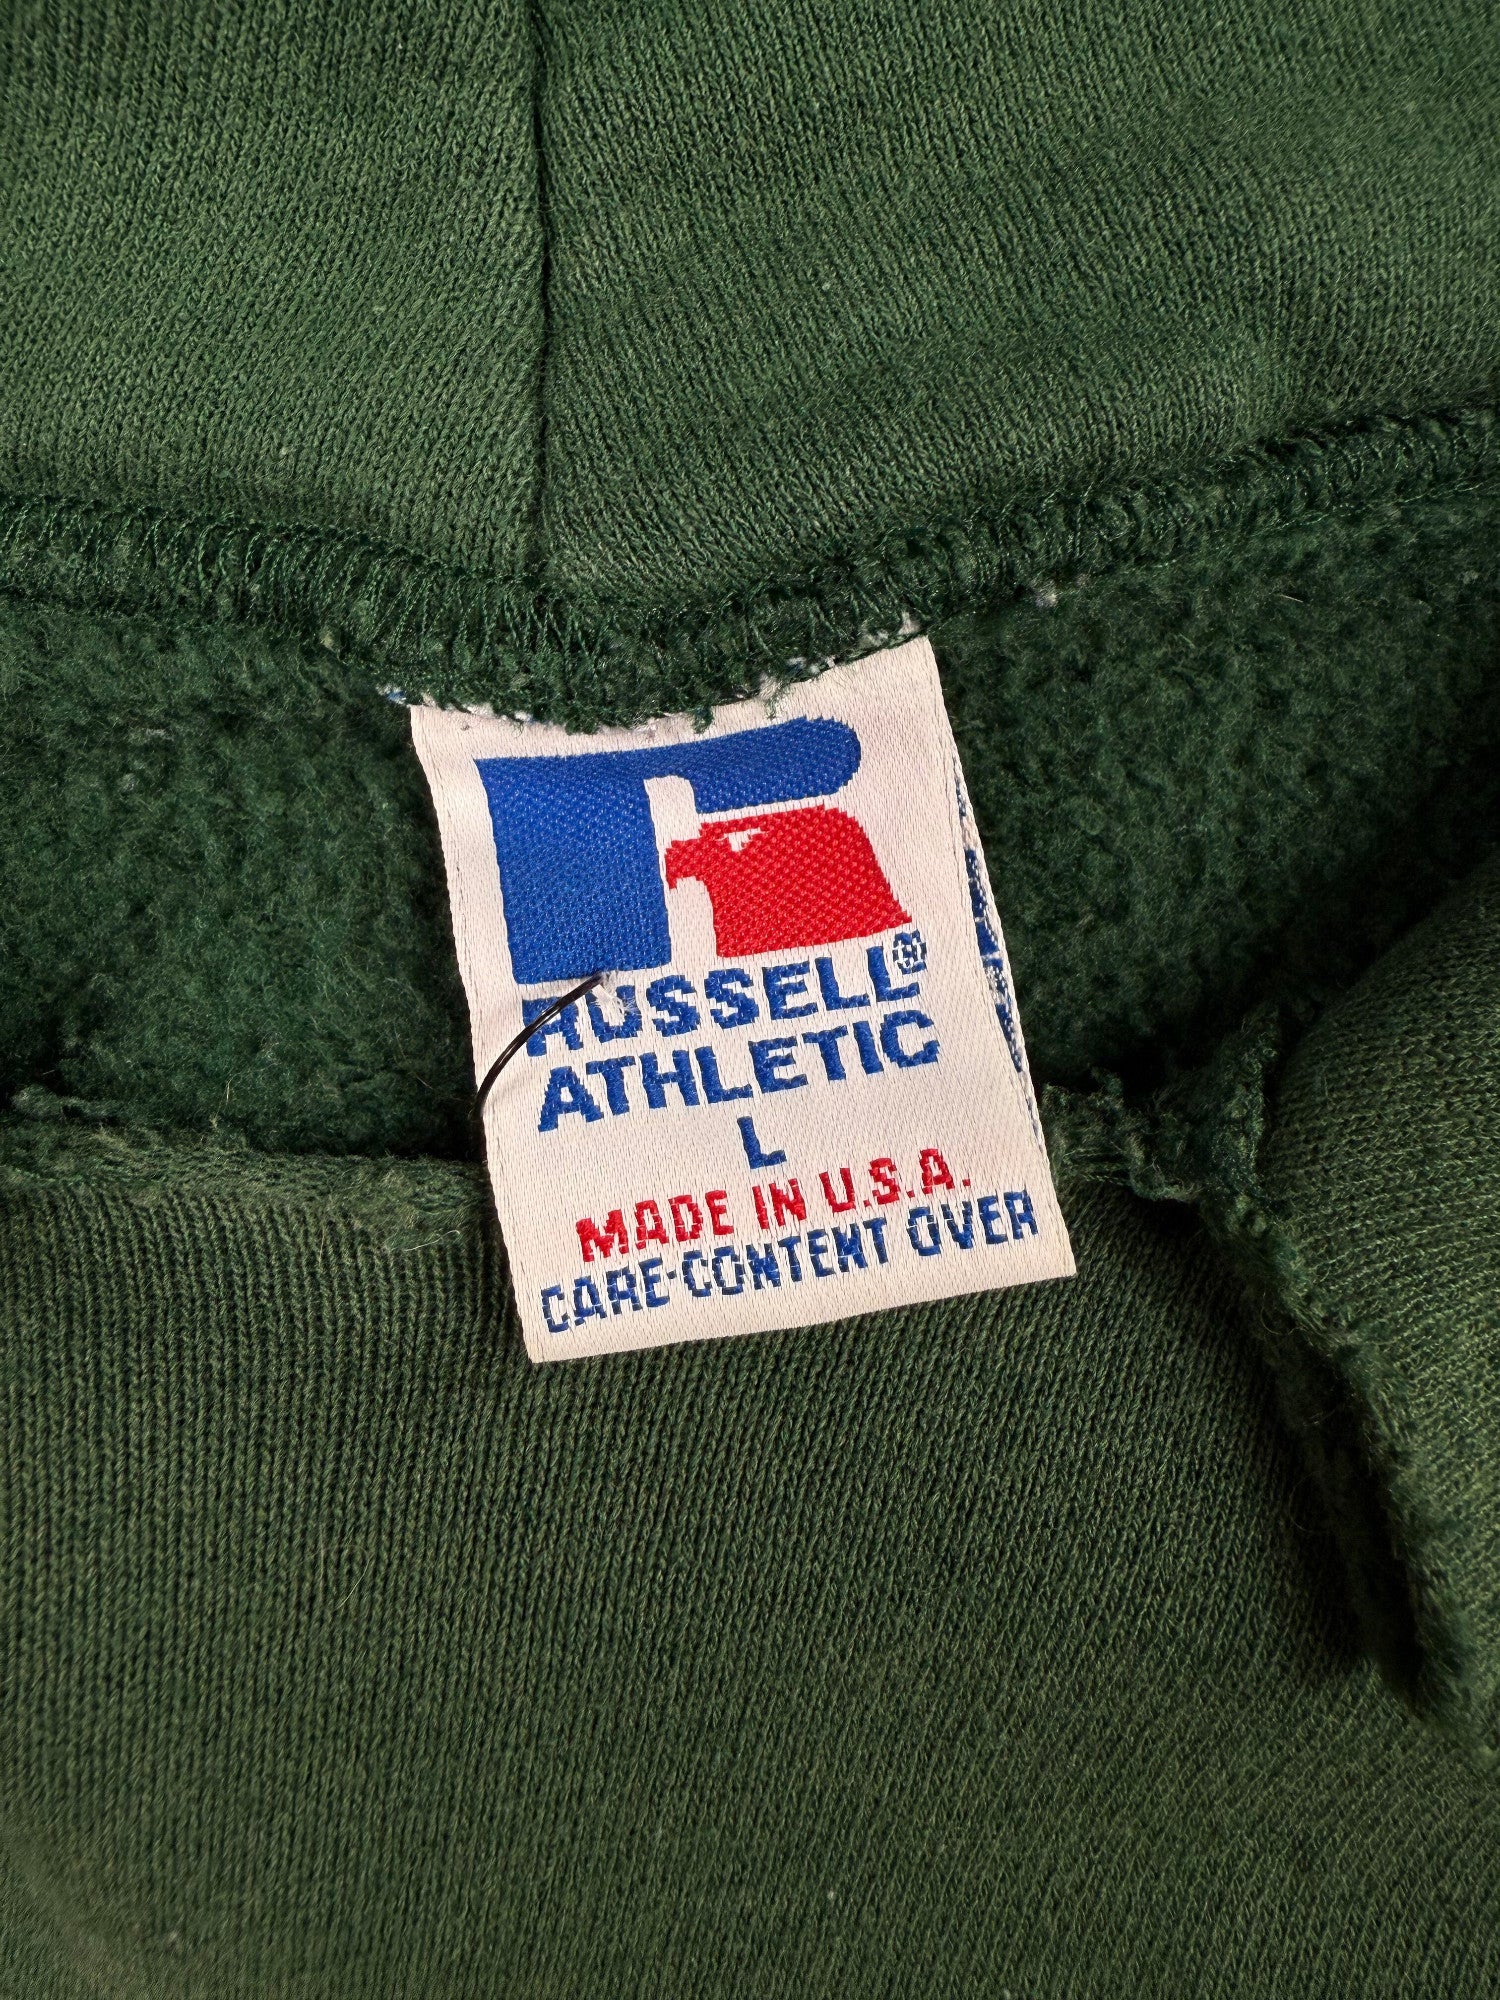 RUSSELL®
ATHLETIC
L
MADE IN U.S.A.
CARE-CONTENT OVER